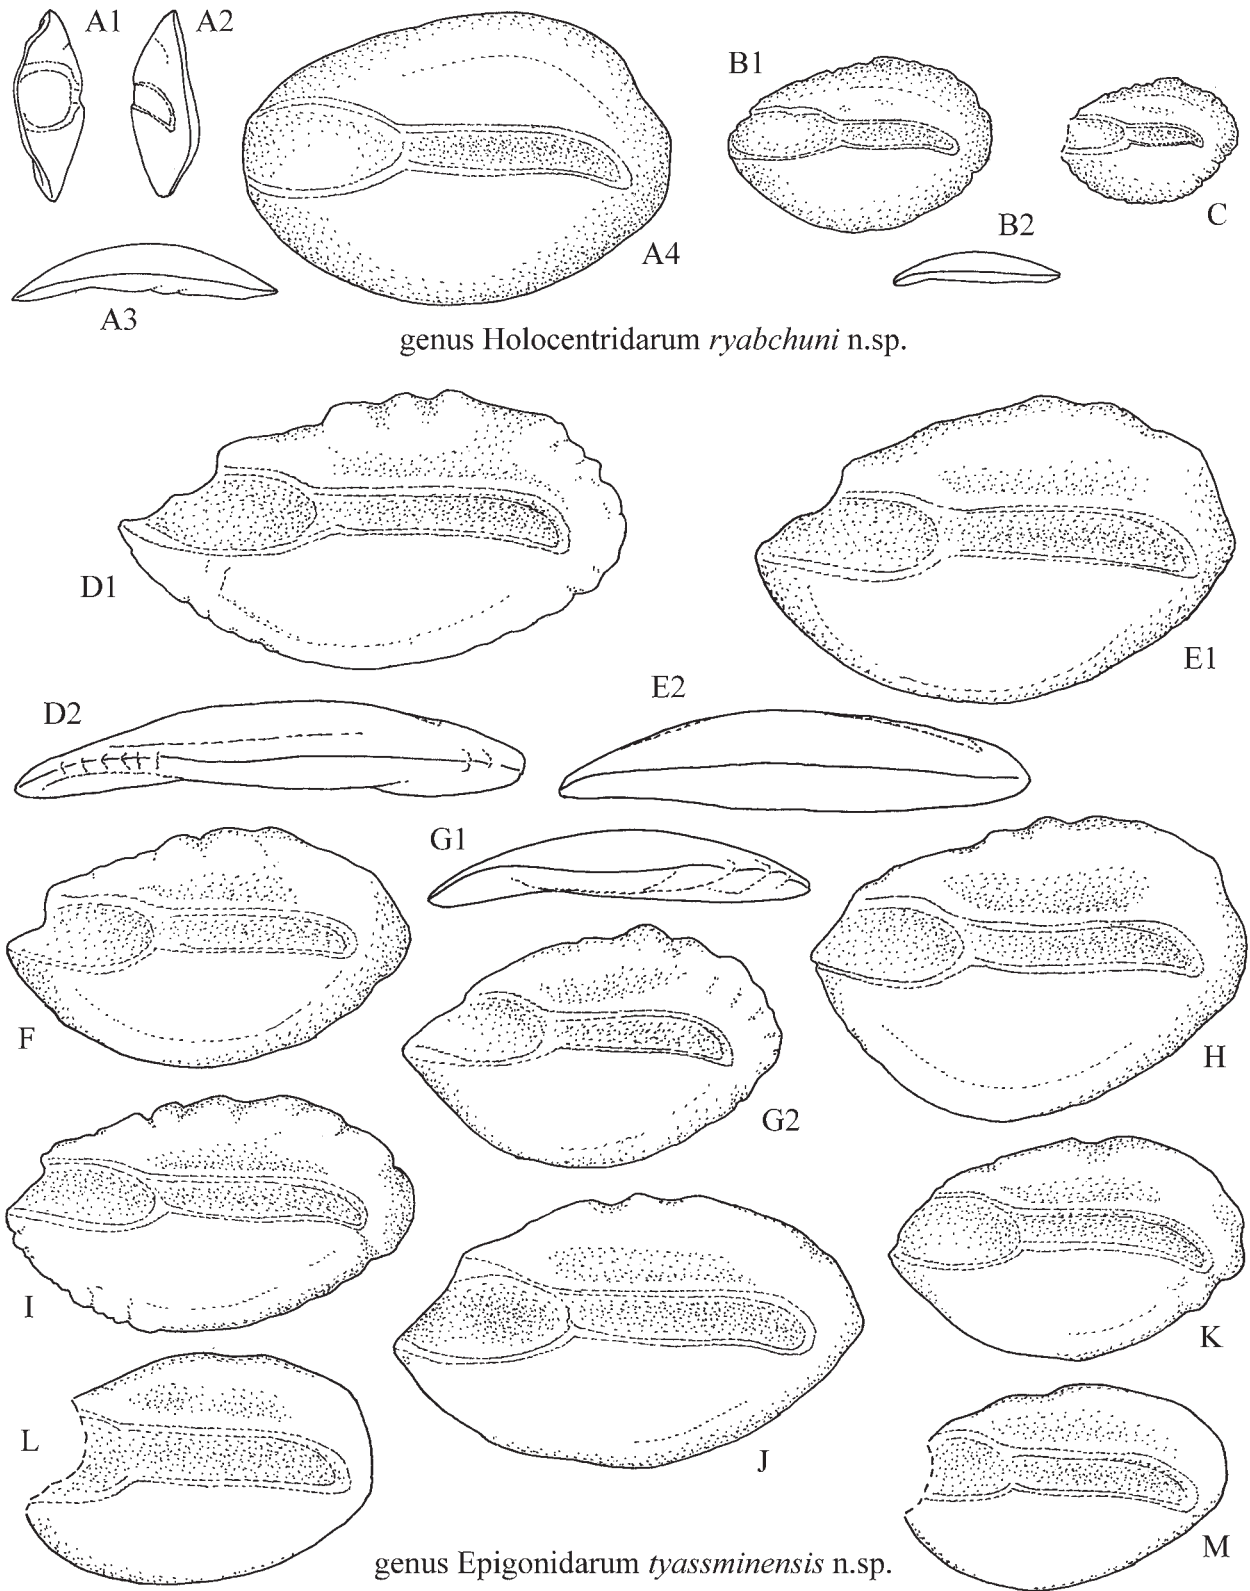 A1
A2
A3
A4
B1
B2
C
genus Holocentridarum ryabchuni n.sp.
D1
E1
D2
E2
G1
F
G2
H
I
J
K
L
M
genus Epigonidarum tyassminensis n.sp.